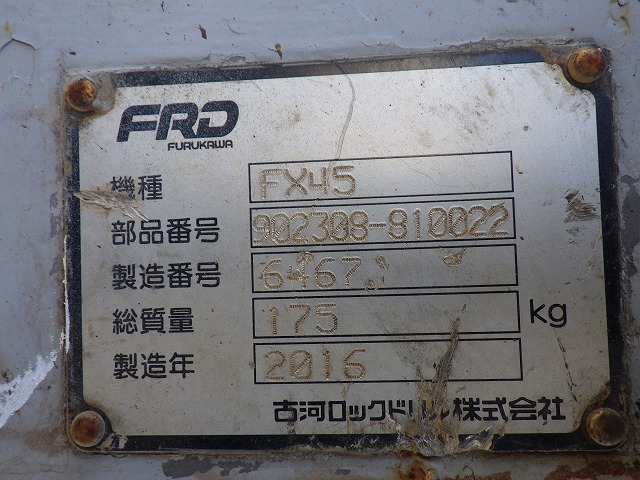 FRD
FURUKAWA
機種 FX45
部品番号 902308-810022
製造番号 6467
総質量 175 kg
製造年 2016
古河ロックドリル株式会社